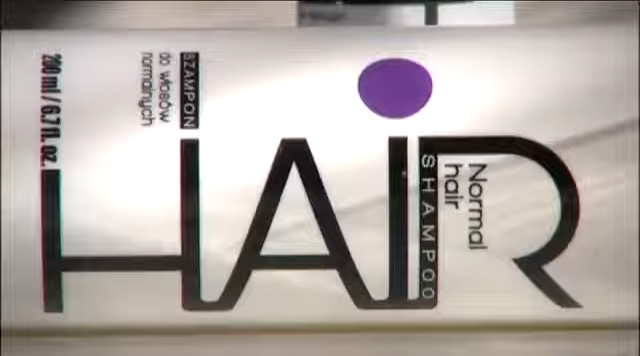 HAiR
200 ml / 6.7 fl. oz.
SZAMPON
do włosów
normalnych
Normal
hair
SHAMPOO